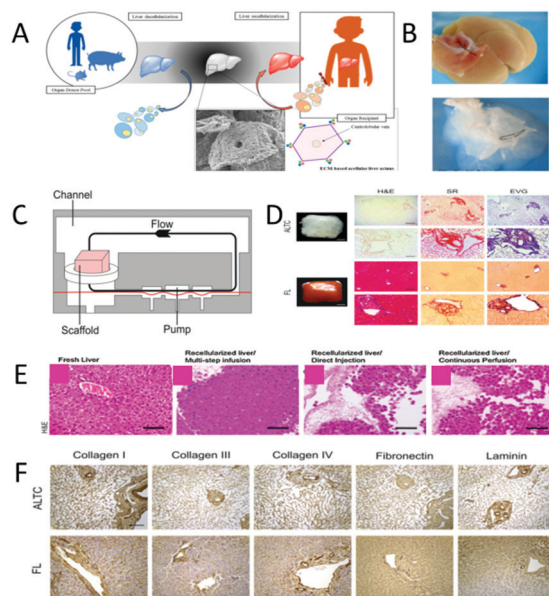 A
Liver decellularization
Liver recellularization
Organ Donor Pool
Organ Recipient
Centrolobular vein
ECM based acellular liver acinus
B
C
Channel
Flow
Scaffold
Pump
D
H&E
SR
EVG
ALTC
FL
E
Fresh Liver
Recellularized liver/
Multi-step infusion
Recellularized liver/
Direct Injection
Recellularized liver/
Continuous Perfusion
H&E
F
Collagen I
Collagen III
Collagen IV
Fibronectin
Laminin
ALTC
FL